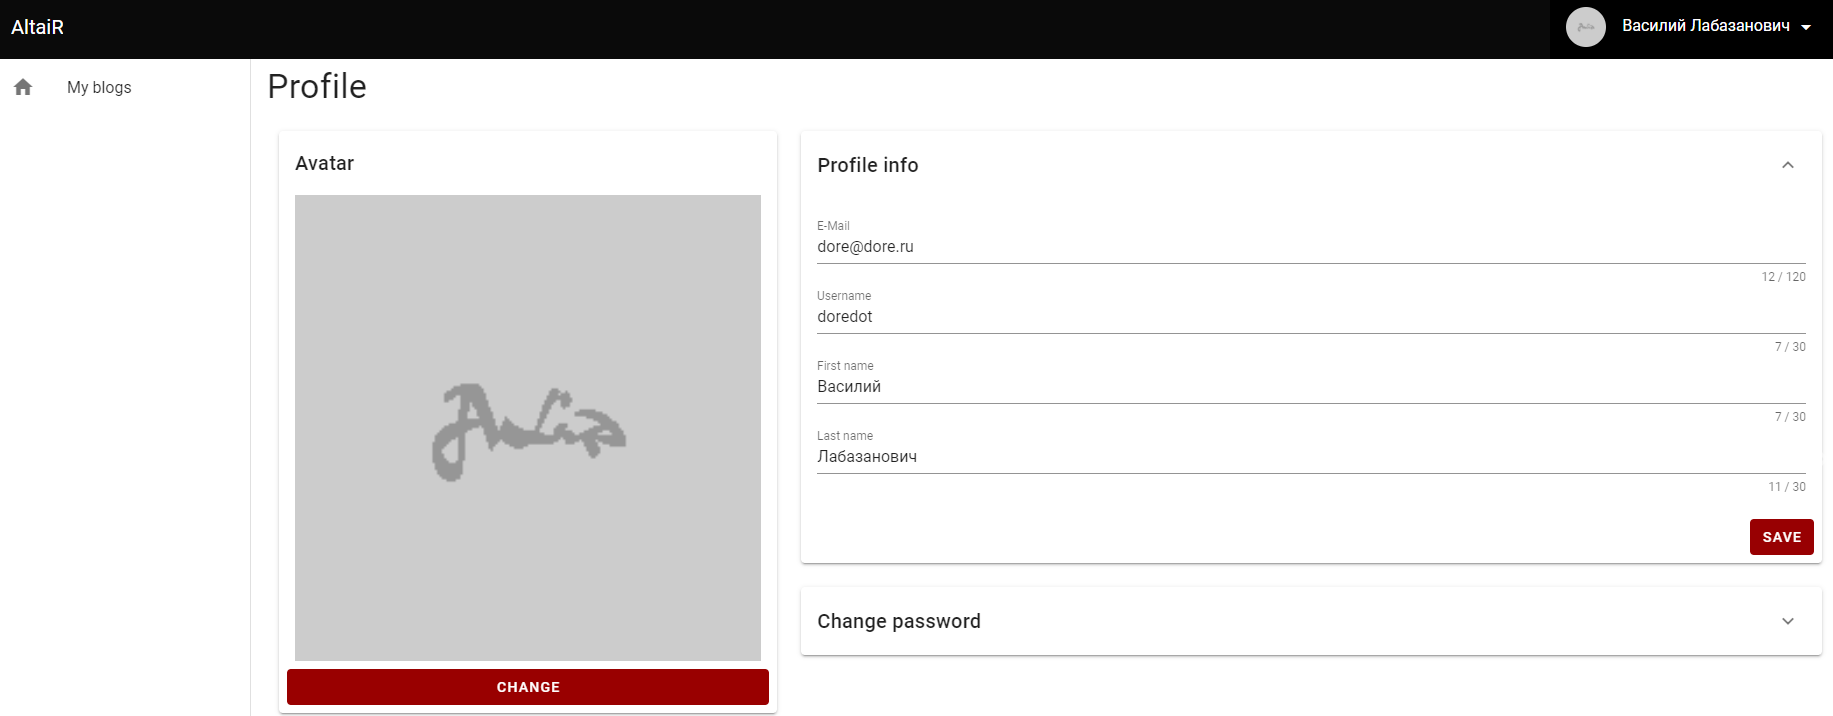 AltaiR
Василий Лабазанович
My blogs
Profile
Avatar
CHANGE
Profile info
E-Mail
dore@dore.ru
12 / 120
Username
doredot
7 / 30
First name
Василий
7 / 30
Last name
Лабазанович
11 / 30
SAVE
Change password